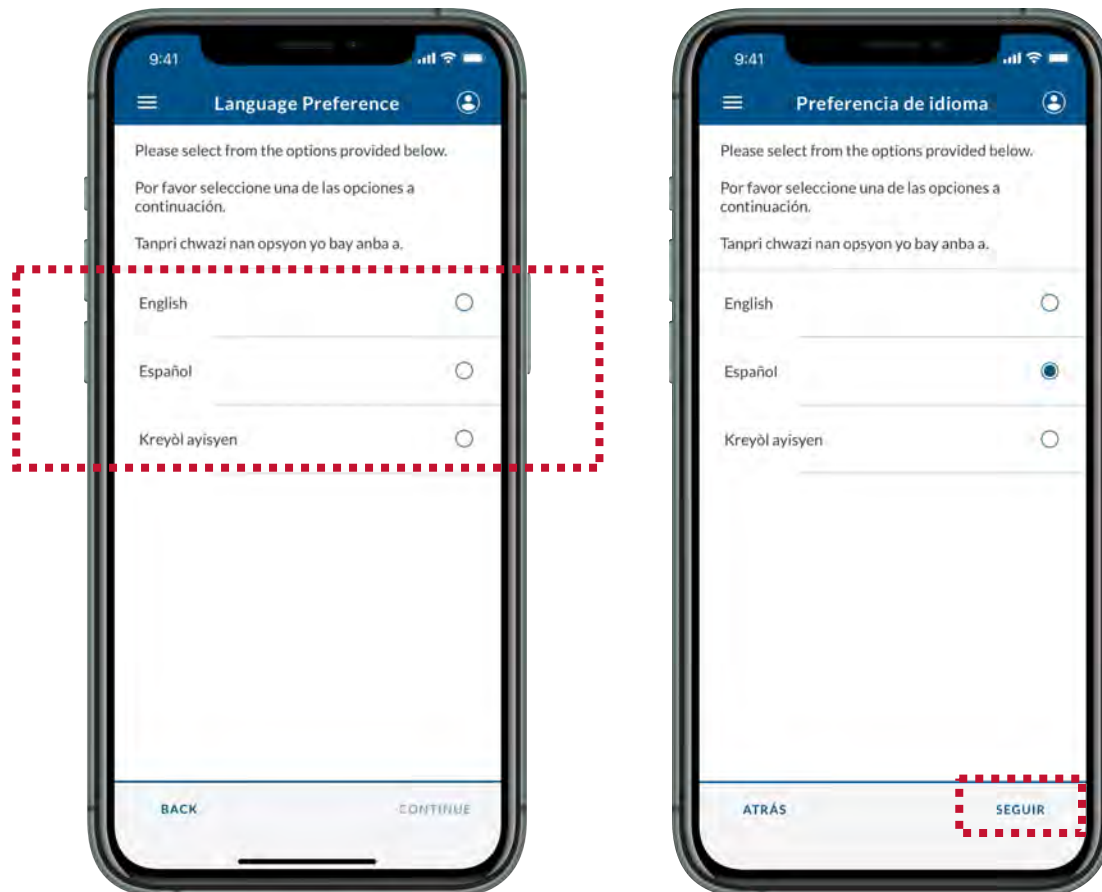 9:41
Language Preference
Please select from the options provided below.
Por favor seleccione una de las opciones a
continuación.
Tanpri chwazi nan opsyon yo bay anba a.
English
Español
Kreyòl ayisyen
BACK
CONTINUE
9:41
Preferencia de idioma
Please select from the options provided below.
Por favor seleccione una de las opciones a
continuación.
Tanpri chwazi nan opsyon yo bay anba a.
English
Español
Kreyòl ayisyen
ATRÁS
SEGUIR